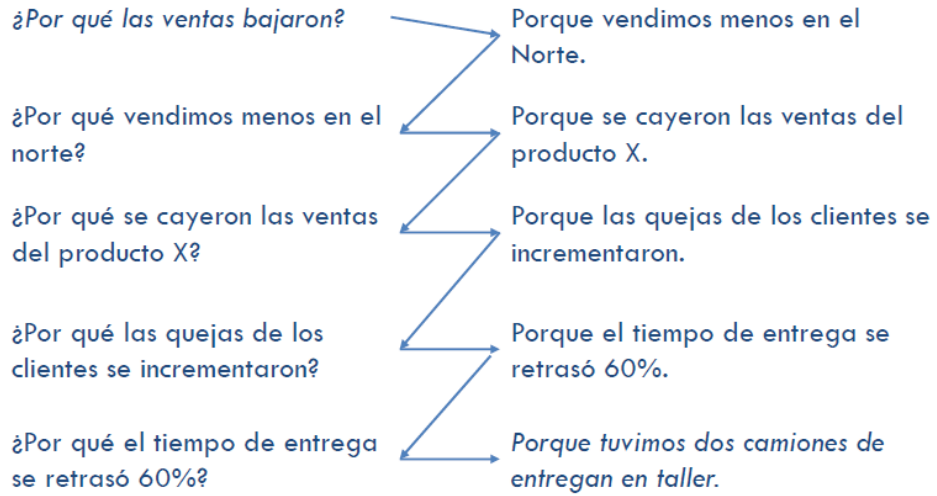 ¿Por qué las ventas bajaron?
Porque vendimos menos en el
Norte.
¿Por qué vendimos menos en el
norte?
Porque se cayeron las ventas del
producto X.
¿Por qué se cayeron las ventas
del producto X?
Porque las quejas de los clientes se
incrementaron.
¿Por qué las quejas de los
clientes se incrementaron?
Porque el tiempo de entrega se
retrasó 60%.
¿Por qué el tiempo de entrega
se retrasó 60%?
Porque tuvimos dos camiones de
entregan en taller.